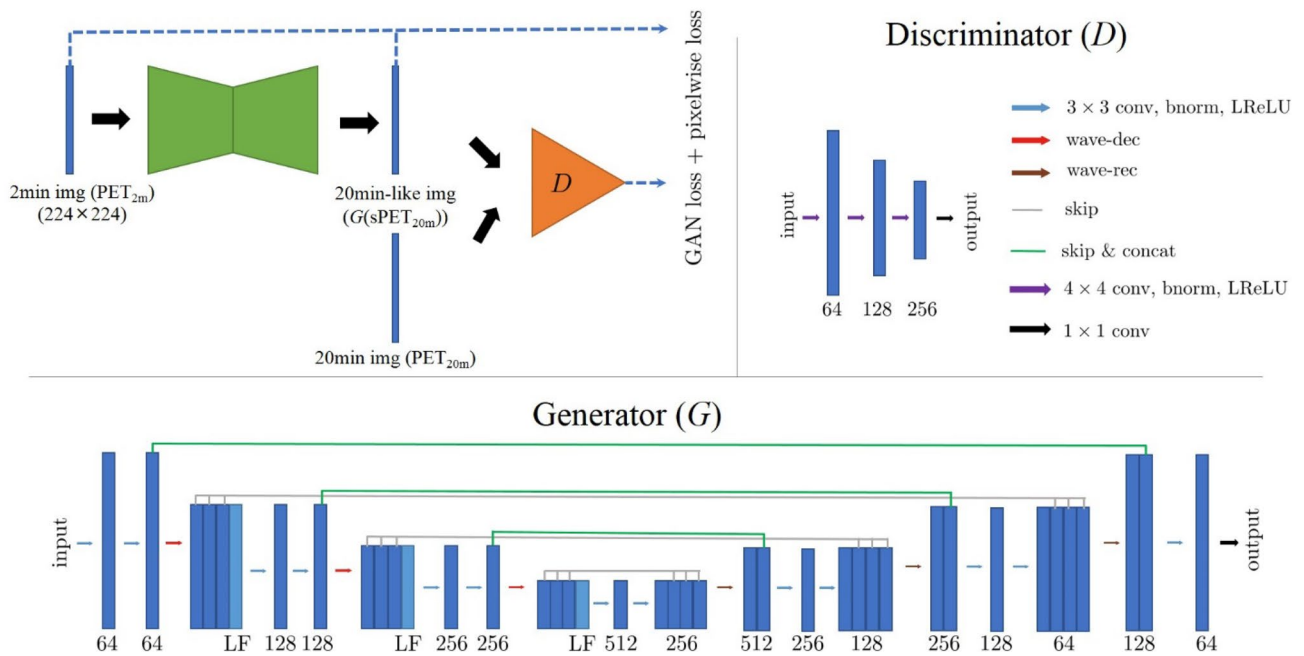 2min img (PET2m)
(224×224)
20min-like img
(G(sPET20m))
20min img (PET20m)
D
GAN loss + pixelwise loss
Discriminator (D)
input
64
128
256
output
3 × 3 conv, bnorm, LReLU
wave-dec
wave-rec
skip
skip & concat
4 × 4 conv, bnorm, LReLU
1 × 1 conv
Generator (G)
input
output
64 64 LF 128 128 LF 256 256 LF 512 256 512 256 128 256 128 64 128 64